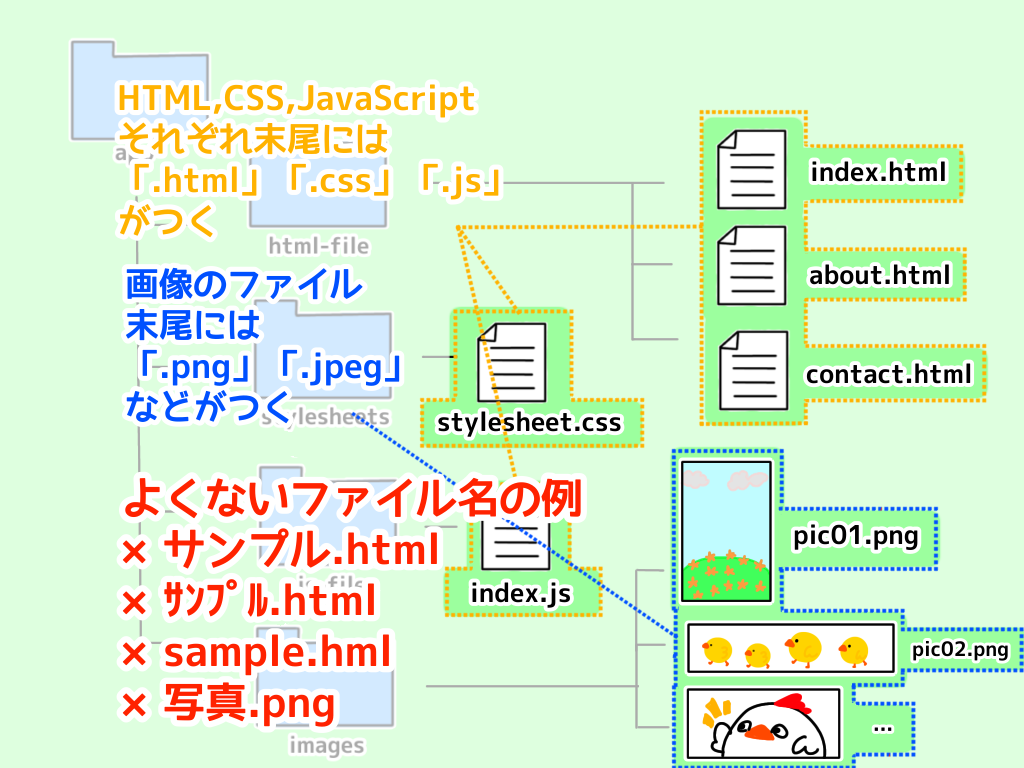 HTML,CSS,JavaScript
それぞれ末尾には
「.html」「.css」「.js」
がつく
html-file
画像のファイル
末尾には
「.png」「.jpeg」
などがつく
stylesheets
よくないファイル名の例
× サンプル.html
× ｻﾝﾌﾟﾙ.html
× sample.hml
× 写真.png
images
index.html
about.html
contact.html
stylesheet.css
index.js
pic01.png
pic02.png
...